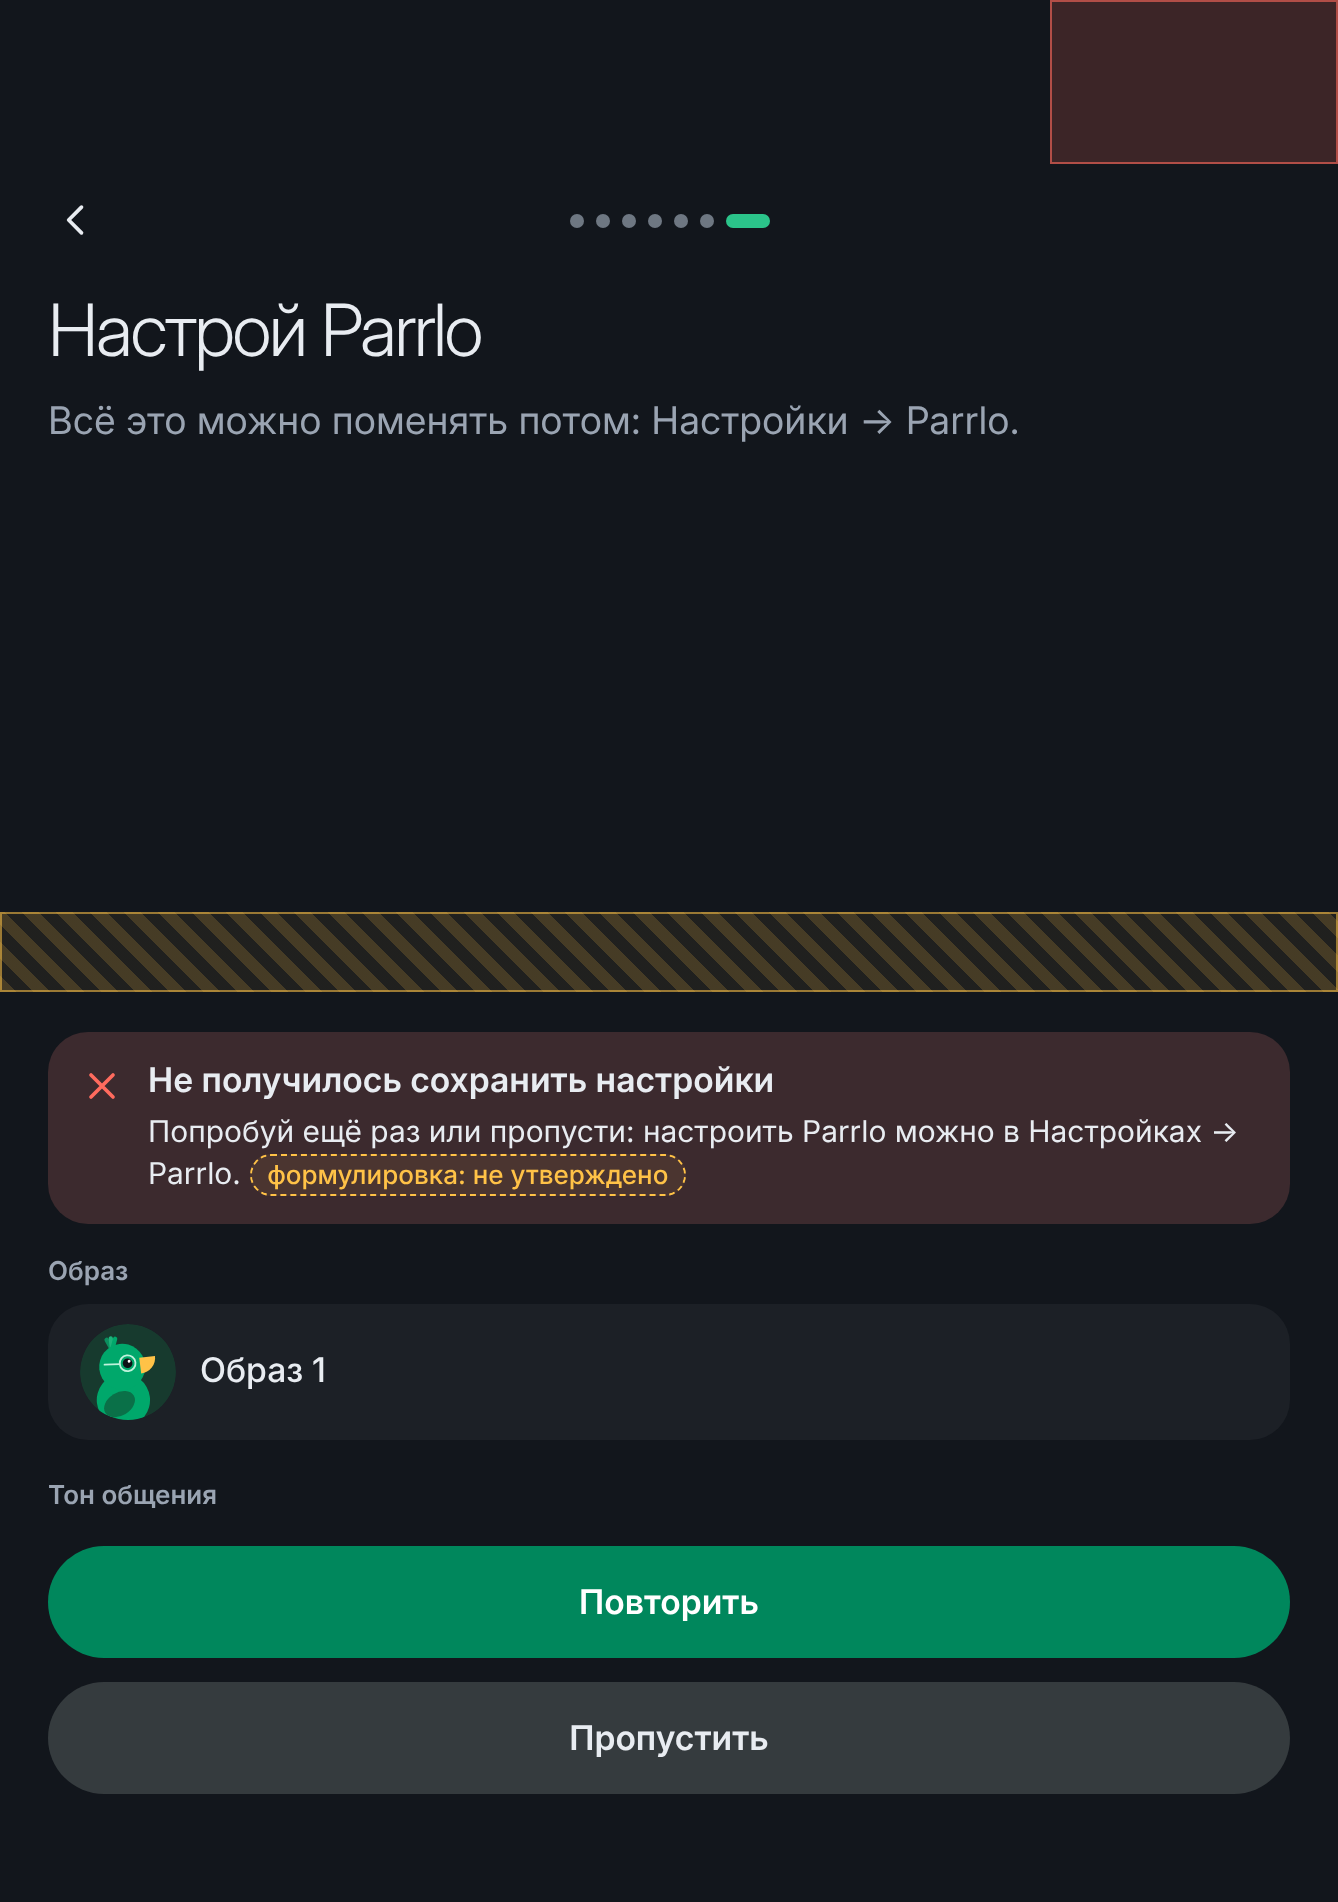 Настрой Parrlo
Всё это можно поменять потом: Настройки → Parrlo.
Не получилось сохранить настройки
Попробуй ещё раз или пропусти: настроить Parrlo можно в Настройках →
Parrlo. формулировка: не утверждено
Образ
Образ 1
Тон общения
Повторить
Пропустить